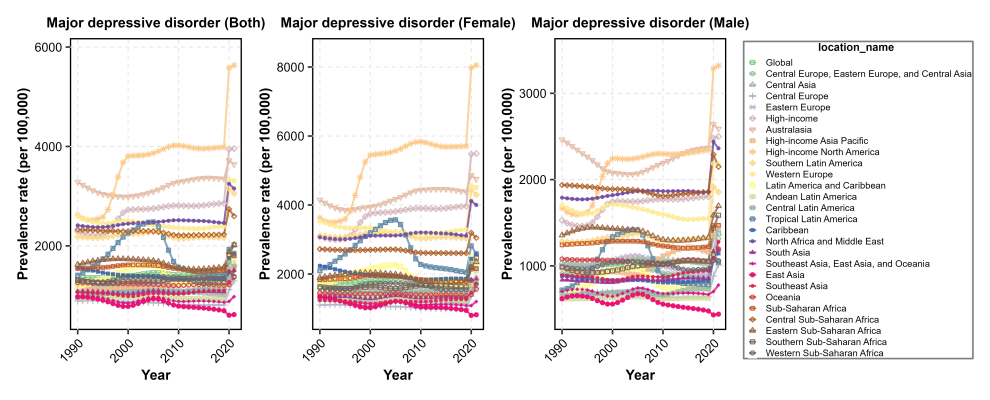 Major depressive disorder (Both)
Major depressive disorder (Female)
Major depressive disorder (Male)
Prevalence rate (per 100,000)
6000
4000
2000
1990
2000
2010
2020
Year
Prevalence rate (per 100,000)
8000
6000
4000
2000
1990
2000
2010
2020
Year
Prevalence rate (per 100,000)
3000
2000
1000
1990
2000
2010
2020
Year
location_name
Global
Central Europe, Eastern Europe, and Central Asia
Central Asia
Central Europe
Eastern Europe
High-income
Australasia
High-income Asia Pacific
High-income North America
Southern Latin America
Western Europe
Latin America and Caribbean
Andean Latin America
Central Latin America
Tropical Latin America
Caribbean
North Africa and Middle East
South Asia
Southeast Asia, East Asia, and Oceania
East Asia
Southeast Asia
Oceania
Sub-Saharan Africa
Central Sub-Saharan Africa
Eastern Sub-Saharan Africa
Southern Sub-Saharan Africa
Western Sub-Saharan Africa